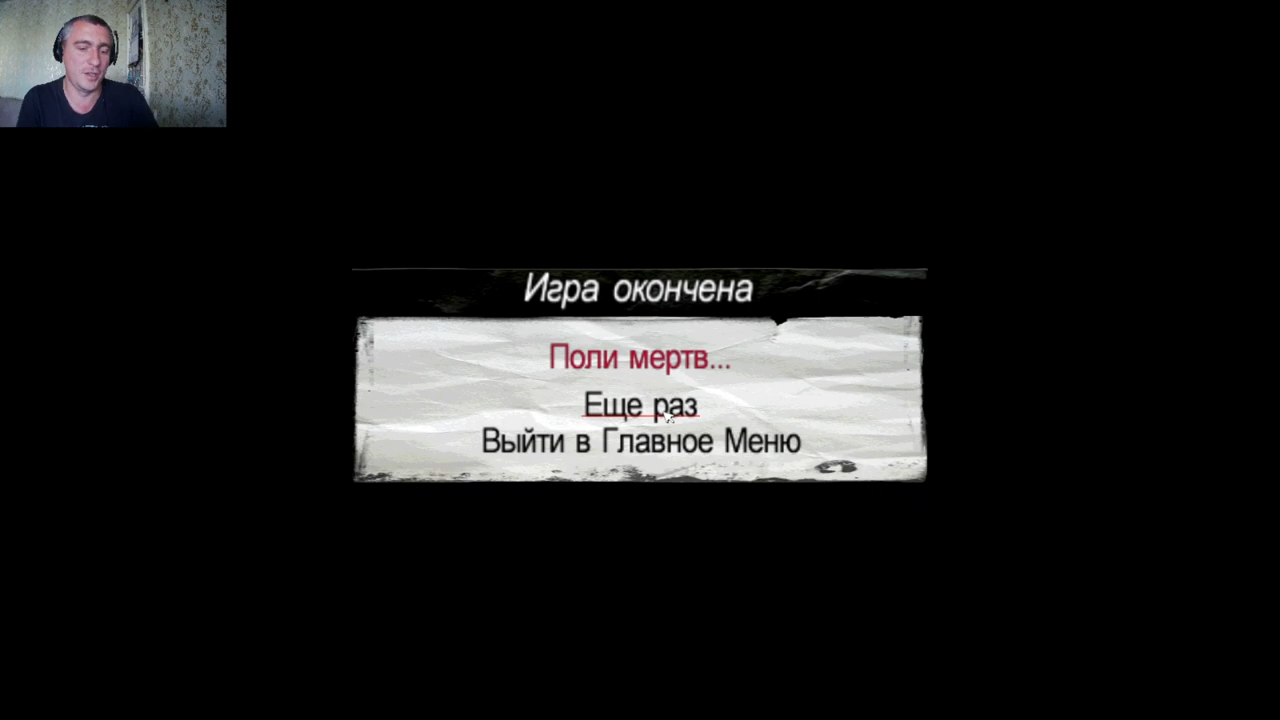 Игра окончена
Поли мертв...
Еще раз
Выйти в Главное Меню